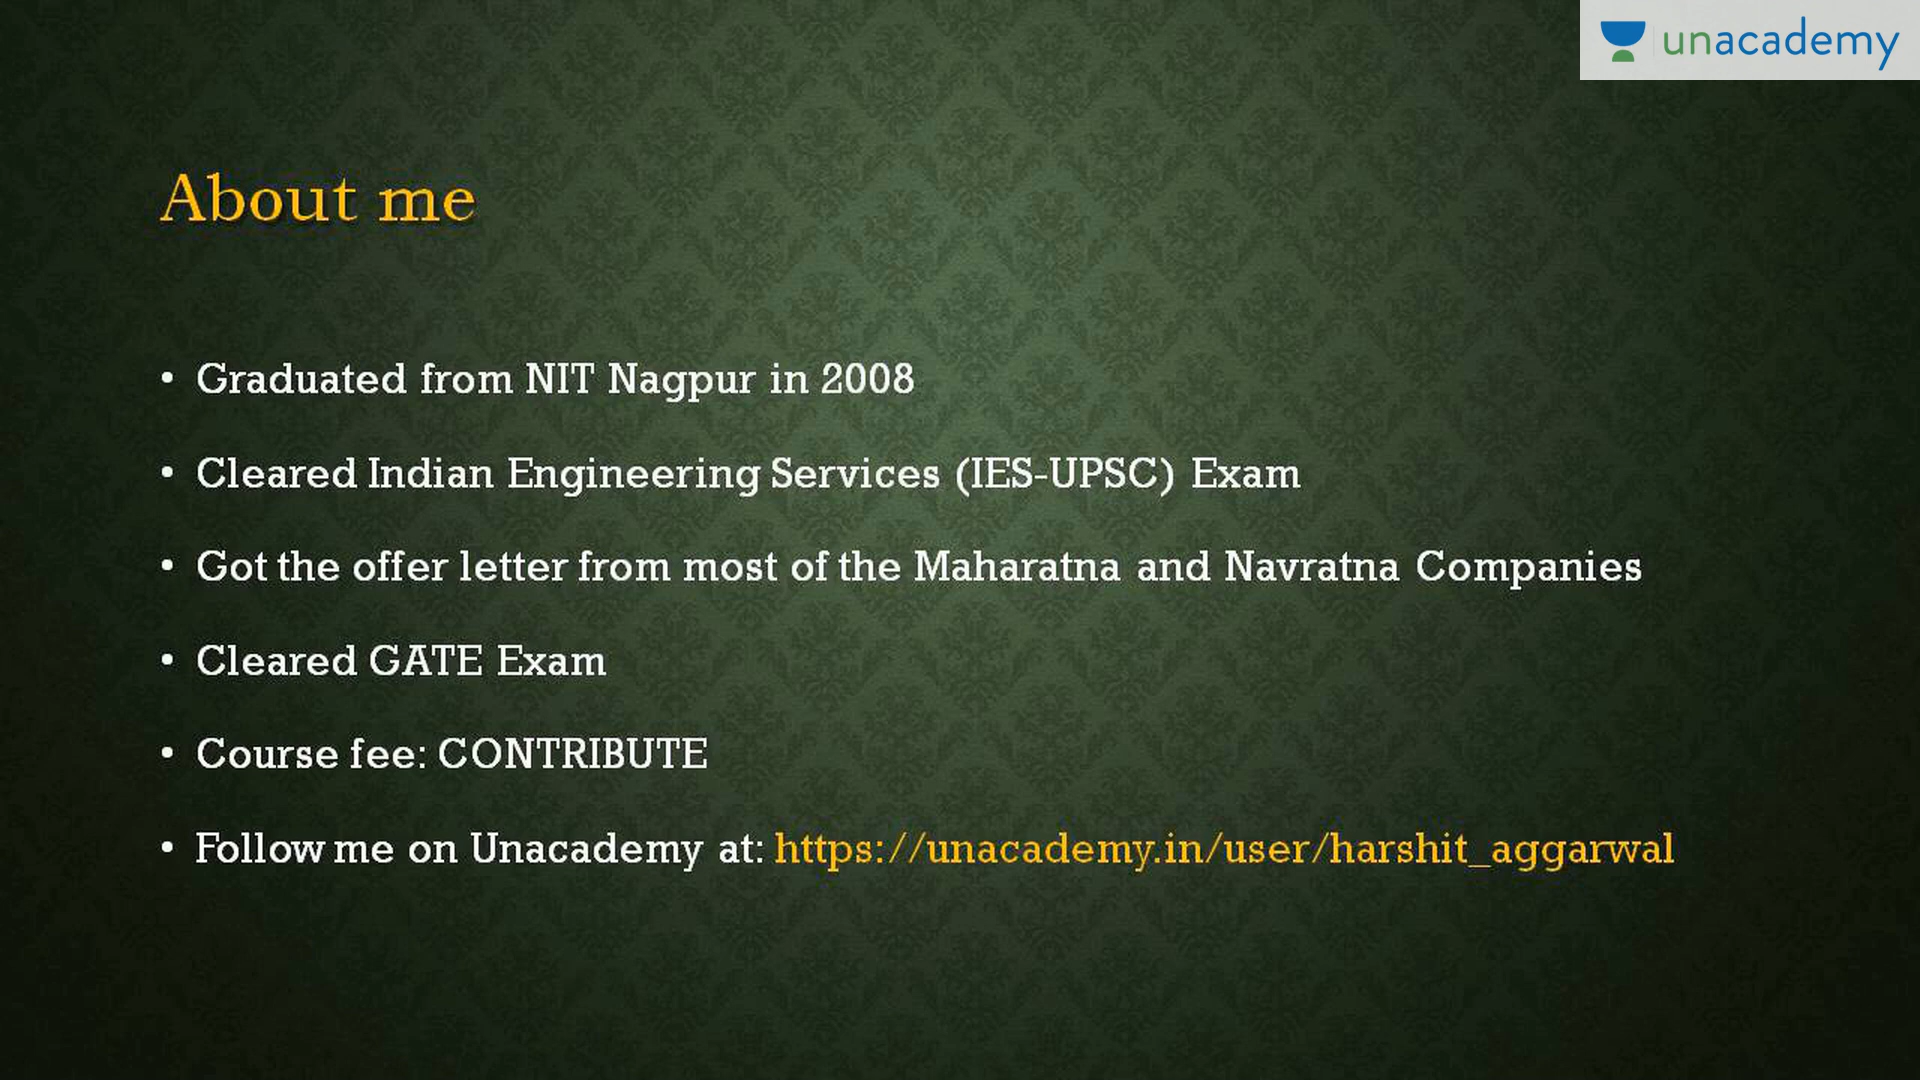 unacademy
About me
• Graduated from NIT Nagpur in 2008
• Cleared Indian Engineering Services (IES-UPSC) Exam
• Got the offer letter from most of the Maharatna and Navratna Companies
• Cleared GATE Exam
• Course fee: CONTRIBUTE
• Follow me on Unacademy at: https://unacademy.in/user/harshit_aggarwal